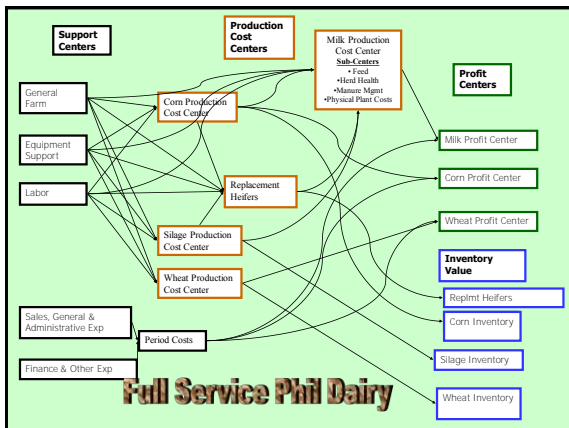 Support
Centers
Production
Cost
Centers
Milk Production
Cost Center
Sub-Centers
• Feed
• Herd Health
• Manure Mgmt
•Physical Plant Costs
Profit
Centers
General
Farm
Equipment
Support
Labor
Corn Production
Cost Center
Replacement
Heifers
Silage Production
Cost Center
Wheat Production
Cost Center
Milk Profit Center
Corn Profit Center
Wheat Profit Center
Inventory
Value
Replmt Heifers
Corn Inventory
Silage Inventory
Wheat Inventory
Sales, General &
Administrative Exp
Finance & Other Exp
Period Costs
Full Service Phil Dairy